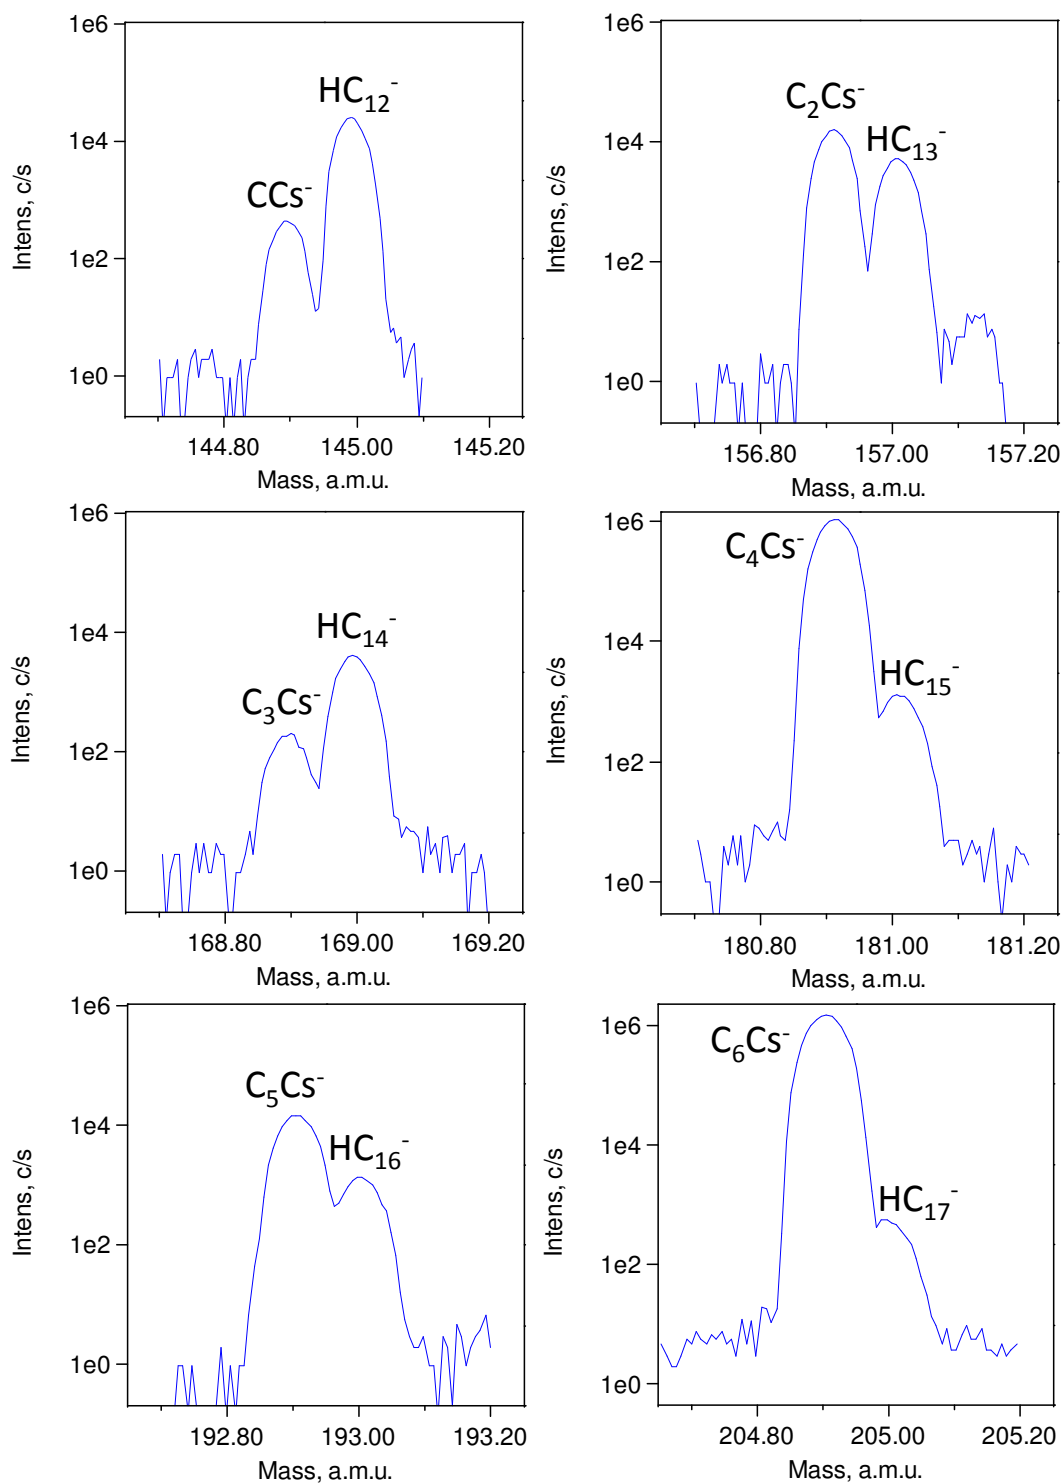 1e6
HC₁₂⁻
1e4
CCs⁻
1e2
1e0
Intens, c/s
144.80 145.00 145.20
Mass, a.m.u.
1e6
C₂Cs⁻
1e4
HC₁₃⁻
1e2
1e0
Intens, c/s
156.80 157.00 157.20
Mass, a.m.u.
1e6
HC₁₄⁻
1e4
C₃Cs⁻
1e2
1e0
Intens, c/s
168.80 169.00 169.20
Mass, a.m.u.
1e6
C₄Cs⁻
1e4
HC₁₅⁻
1e2
1e0
Intens, c/s
180.80 181.00 181.20
Mass, a.m.u.
1e6
C₅Cs⁻
1e4
HC₁₆⁻
1e2
1e0
Intens, c/s
192.80 193.00 193.20
Mass, a.m.u.
1e6
C₆Cs⁻
1e4
HC₁₇⁻
1e2
1e0
Intens, c/s
204.80 205.00 205.20
Mass, a.m.u.